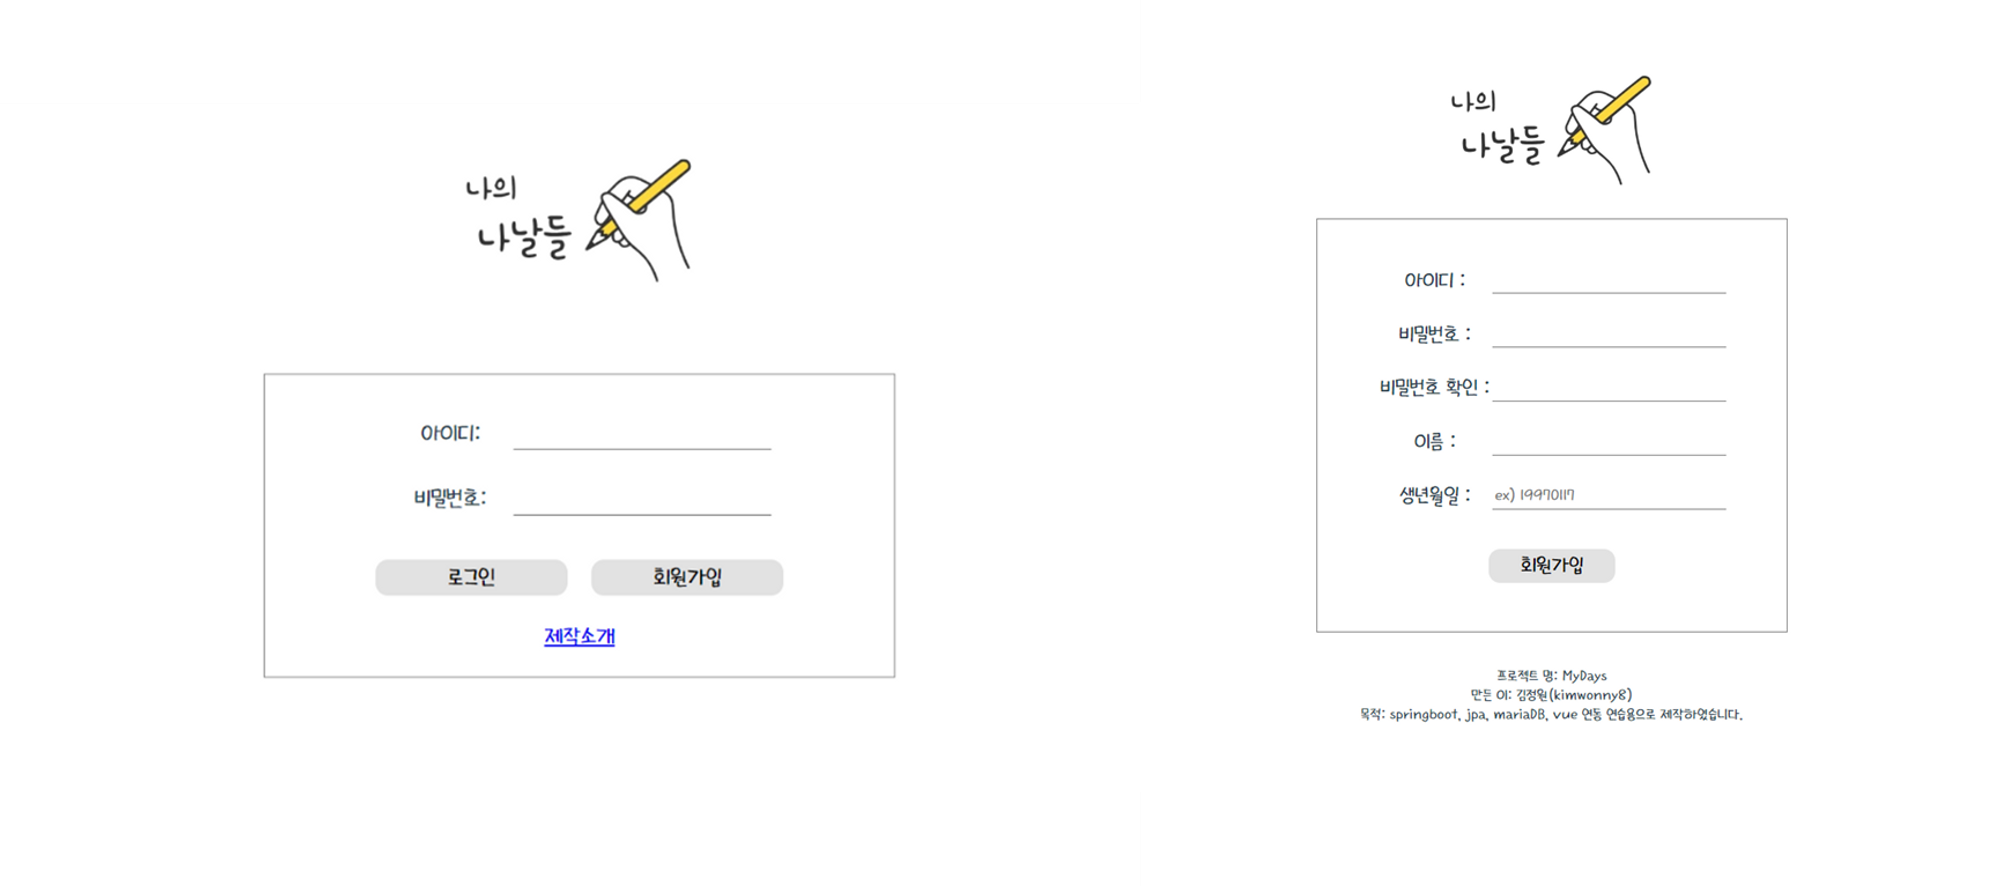 나의
나날들
아이디:
비밀번호:
로그인 회원가입
제작소개
나의
나날들
아이디 :
비밀번호 :
비밀번호 확인 :
이름 :
생년월일 : ex) 19970117
회원가입
프로젝트 명: MyDays
만든 이: 김정원(kimwonny8)
목적: springboot, jpa, mariaDB, vue 연동 연습용으로 제작하였습니다.